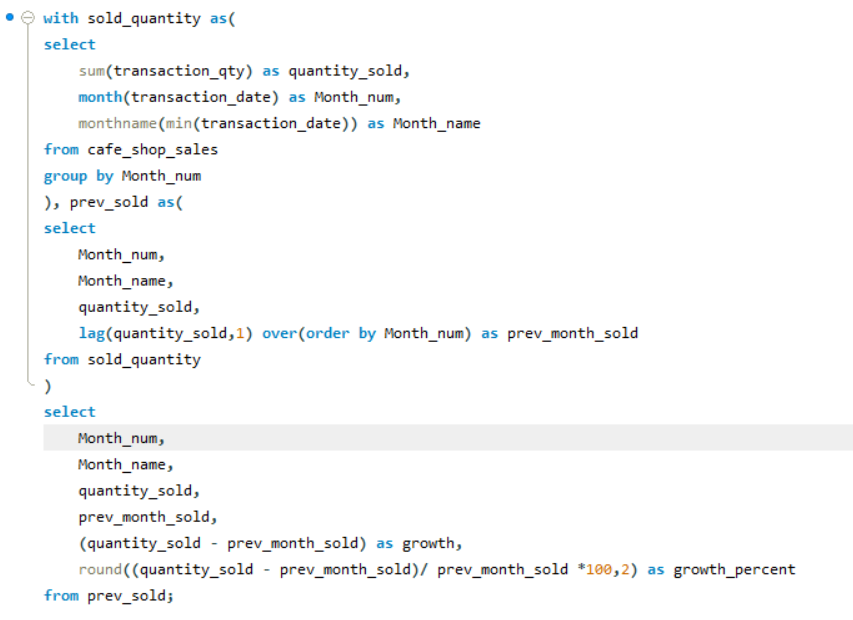 with sold_quantity as(
select
    sum(transaction_qty) as quantity_sold,
    month(transaction_date) as Month_num,
    monthname(min(transaction_date)) as Month_name
from cafe_shop_sales
group by Month_num
), prev_sold as(
select
    Month_num,
    Month_name,
    quantity_sold,
    lag(quantity_sold,1) over(order by Month_num) as prev_month_sold
from sold_quantity
)
select
    Month_num,
    Month_name,
    quantity_sold,
    prev_month_sold,
    (quantity_sold - prev_month_sold) as growth,
    round((quantity_sold - prev_month_sold)/ prev_month_sold *100,2) as growth_percent
from prev_sold;